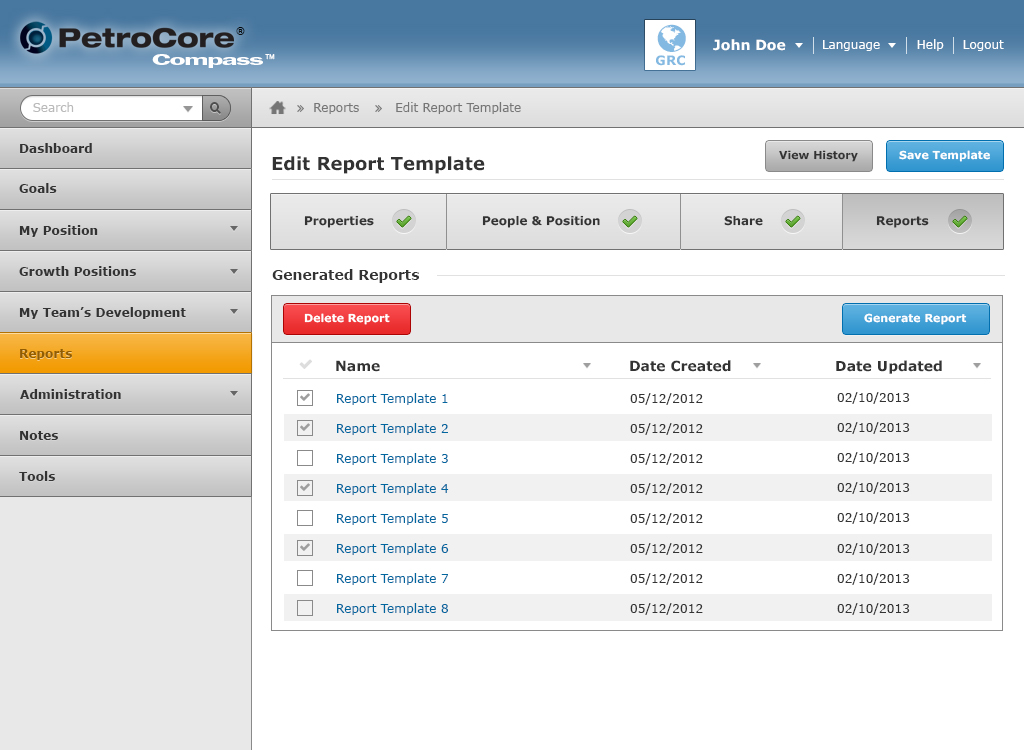 PetroCore®
Compass™
GRC
John Doe
Language
Help
Logout
Search
» Reports » Edit Report Template
Dashboard
Goals
My Position
Growth Positions
My Team's Development
Reports
Administration
Notes
Tools
Edit Report Template
View History
Save Template
Properties
People & Position
Share
Reports
Generated Reports
Delete Report
Generate Report
Name Date Created Date Updated
Report Template 1 05/12/2012 02/10/2013
Report Template 2 05/12/2012 02/10/2013
Report Template 3 05/12/2012 02/10/2013
Report Template 4 05/12/2012 02/10/2013
Report Template 5 05/12/2012 02/10/2013
Report Template 6 05/12/2012 02/10/2013
Report Template 7 05/12/2012 02/10/2013
Report Template 8 05/12/2012 02/10/2013